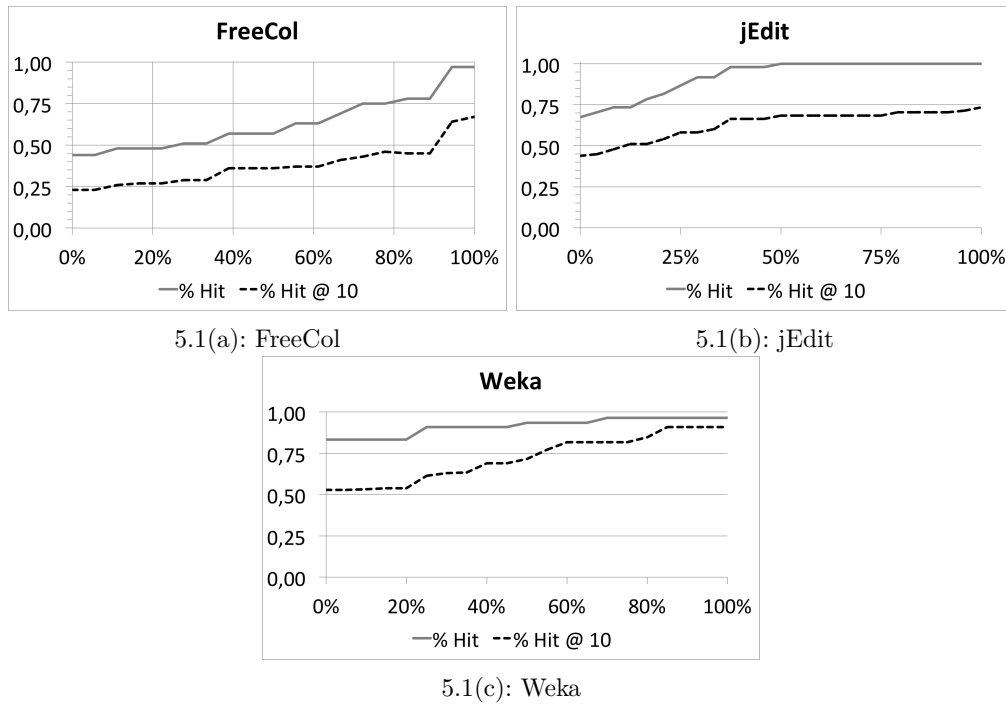 FreeCol
1,00
0,75
0,50
0,25
0,00
0% 20% 40% 60% 80% 100%
% Hit % Hit @ 10
5.1(a): FreeCol
jEdit
1,00
0,75
0,50
0,25
0,00
0% 25% 50% 75% 100%
% Hit % Hit @ 10
5.1(b): jEdit
Weka
1,00
0,75
0,50
0,25
0,00
0% 20% 40% 60% 80% 100%
% Hit % Hit @ 10
5.1(c): Weka